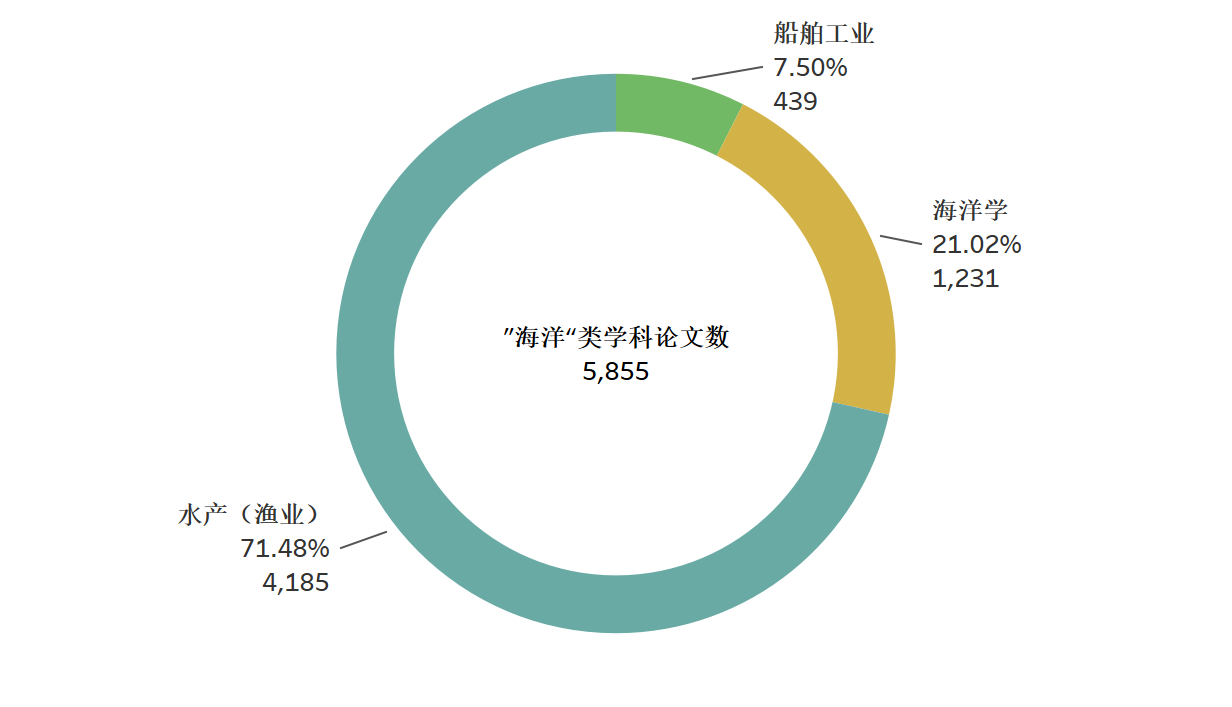 船舶工业
7.50%
439
海洋学
21.02%
1,231
”海洋“类学科论文数
5,855
水产（渔业）
71.48%
4,185